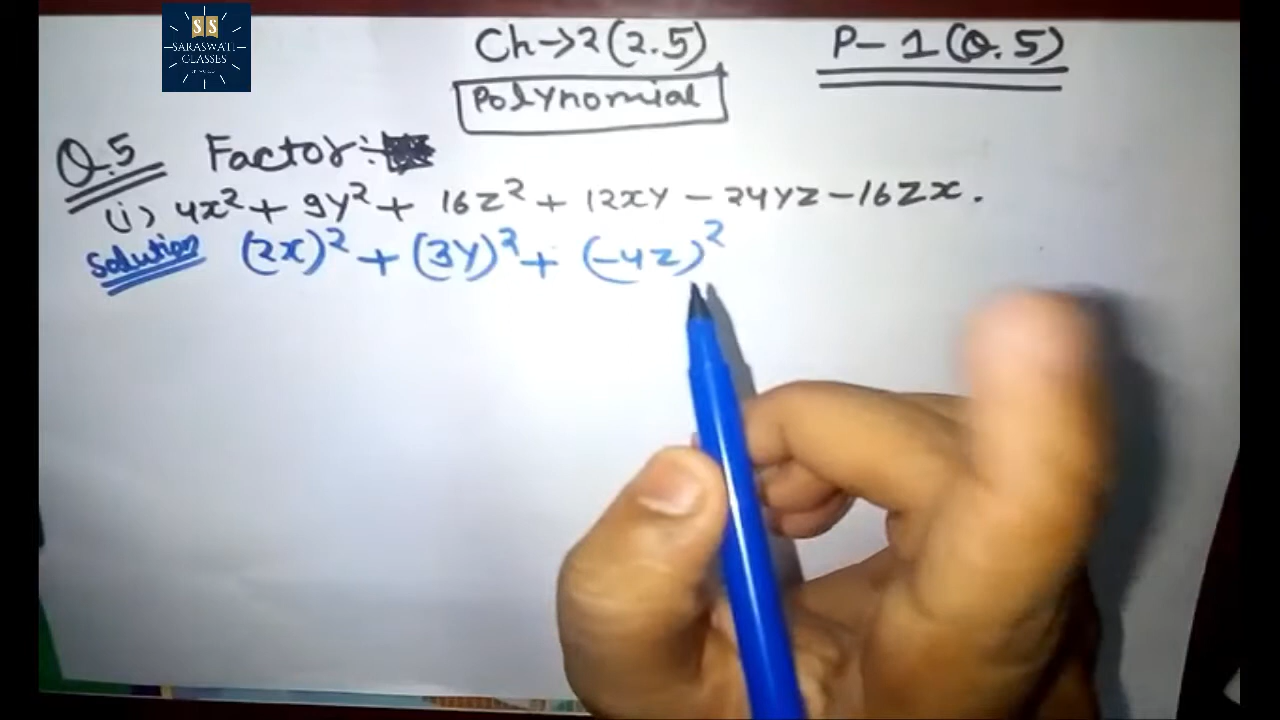 SS
SARASWATI
CLASSES
Ch→2(2.5)
P-1(Q.5)
Polynomial
Q.5 Factor:-
(i) 4x² + 9y² + 16z² + 12xy - 24yz - 16zx.
Solution (2x)² + (3y)² + (-4z)²